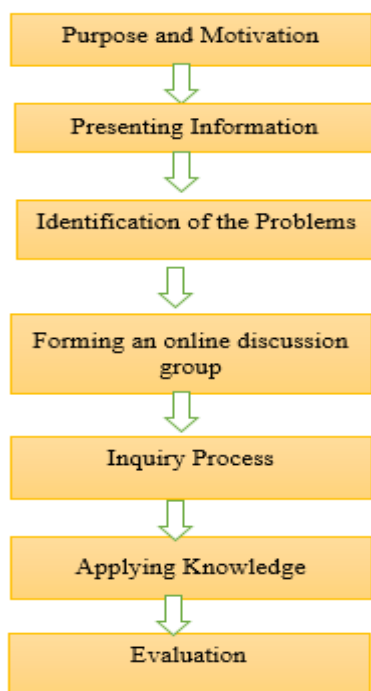 Purpose and Motivation
Presenting Information
Identification of the Problems
Forming an online discussion
group
Inquiry Process
Applying Knowledge
Evaluation